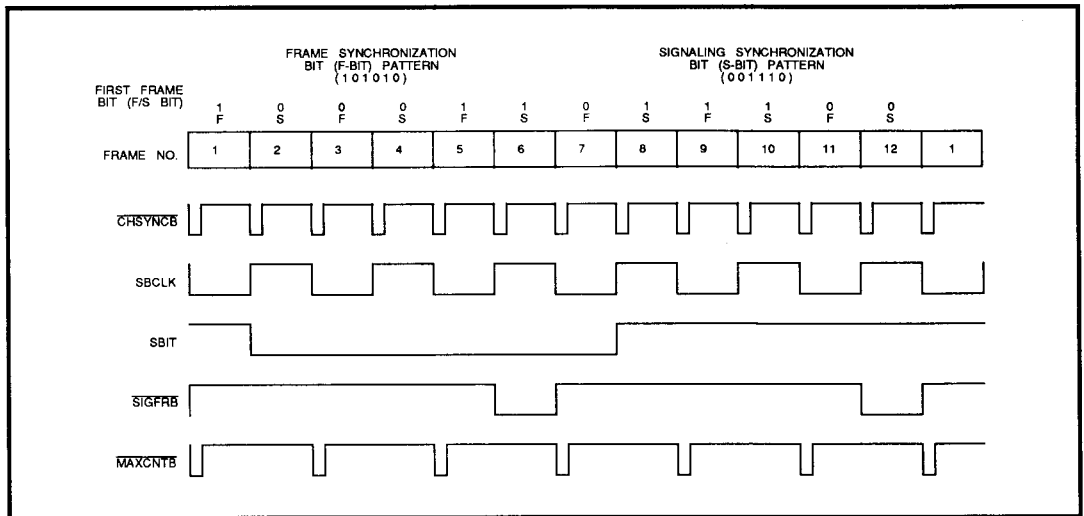 FRAME SYNCHRONIZATION
BIT (F-BIT) PATTERN
(101010)
SIGNALING SYNCHRONIZATION
BIT (S-BIT) PATTERN
(001110)
FIRST FRAME
BIT (F/S BIT)
1 0 0 0 1 1 0 1 1 1 0 0
F S F S F S F S F S F S
FRAME NO. 1 2 3 4 5 6 7 8 9 10 11 12 1
CHSYNCB
SBCLK
SBIT
SIGFRB
MAXCNTB